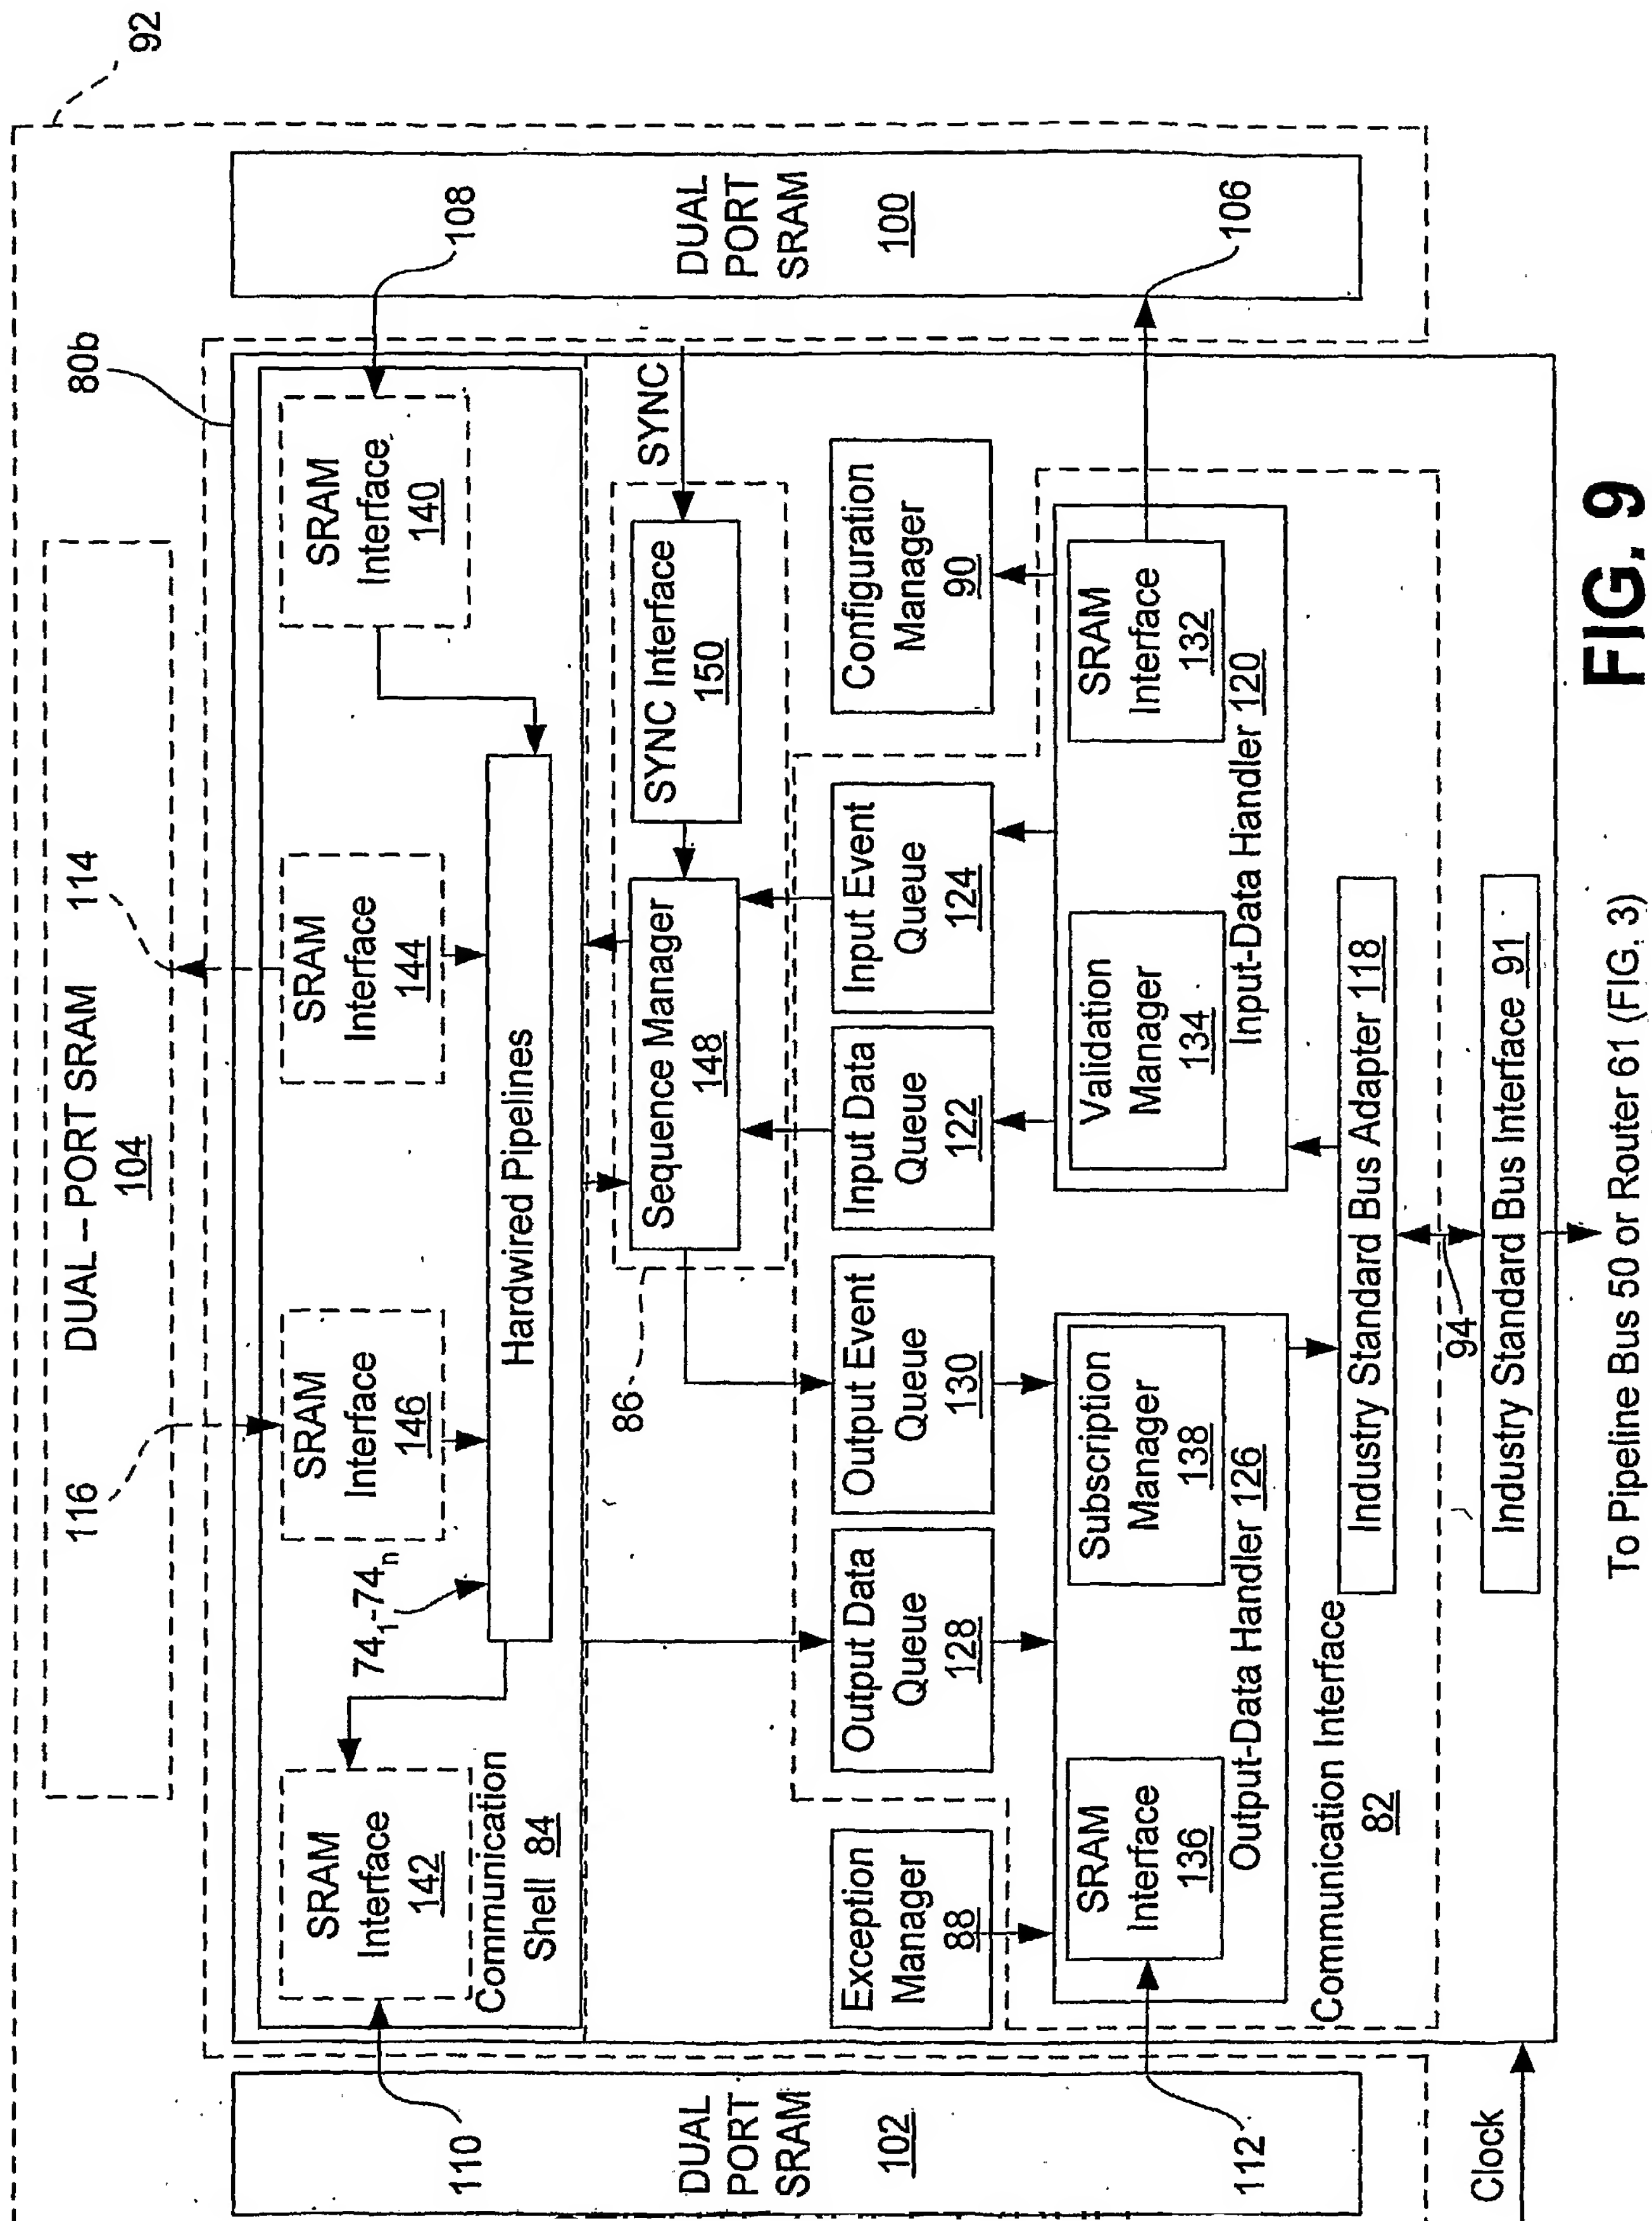 92
DUAL-PORT SRAM
104
116
114
80b
DUAL
PORT
SRAM
102
110
112
DUAL
PORT
SRAM
100
108
106
SRAM
Interface
142
SRAM
Interface
146
SRAM
Interface
144
SRAM
Interface
140
74₁-74ₙ
Communication
Shell 84
Hardwired Pipelines
86
Sequence Manager
148
SYNC Interface
150
SYNC
Exception
Manager
88
Output Data
Queue
128
Output Event
Queue
130
Input Data
Queue
122
Input Event
Queue
124
Configuration
Manager
90
SRAM
Interface
136
Subscription
Manager
138
Output-Data Handler 126
Validation
Manager
134
SRAM
Interface
132
Input-Data Handler 120
Communication Interface
82
Industry Standard Bus Adapter 118
94
Industry Standard Bus Interface 91
Clock
To Pipeline Bus 50 or Router 61 (FIG. 3)
FIG. 9